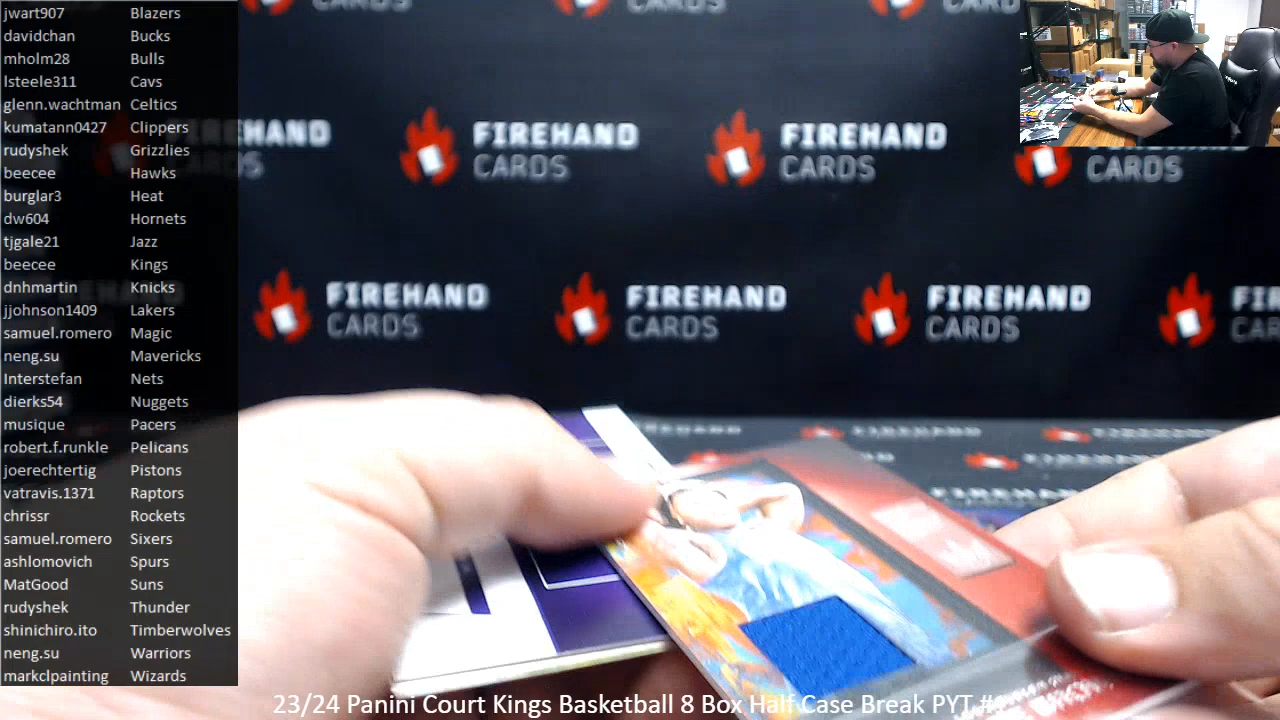 jwart907 Blazers
davidchan Bucks
mholm28 Bulls
lsteele311 Cavs
glenn.wachtman Celtics
kumatann0427 Clippers
rudyshek Grizzlies
beecee Hawks
burglar3 Heat
dw604 Hornets
tjgale21 Jazz
beecee Kings
dnhmartin Knicks
jjohnson1409 Lakers
samuel.romero Magic
neng.su Mavericks
Interstefan Nets
dierks54 Nuggets
musique Pacers
robert.f.runkle Pelicans
joerechtertig Pistons
vatravis.1371 Raptors
chrissr Rockets
samuel.romero Sixers
ashlomovich Spurs
MatGood Suns
rudyshek Thunder
shinichiro.ito Timberwolves
neng.su Warriors
markclpainting Wizards
CARDS
CARDS
FIREHAND
CARDS
FIREHAND
CARDS
CARDS
FIREHAND
CARDS
FIREHAND
CARDS
FIREHAND
CARDS
23/24 Panini Court Kings Basketball 8 Box Half Case Break PYT